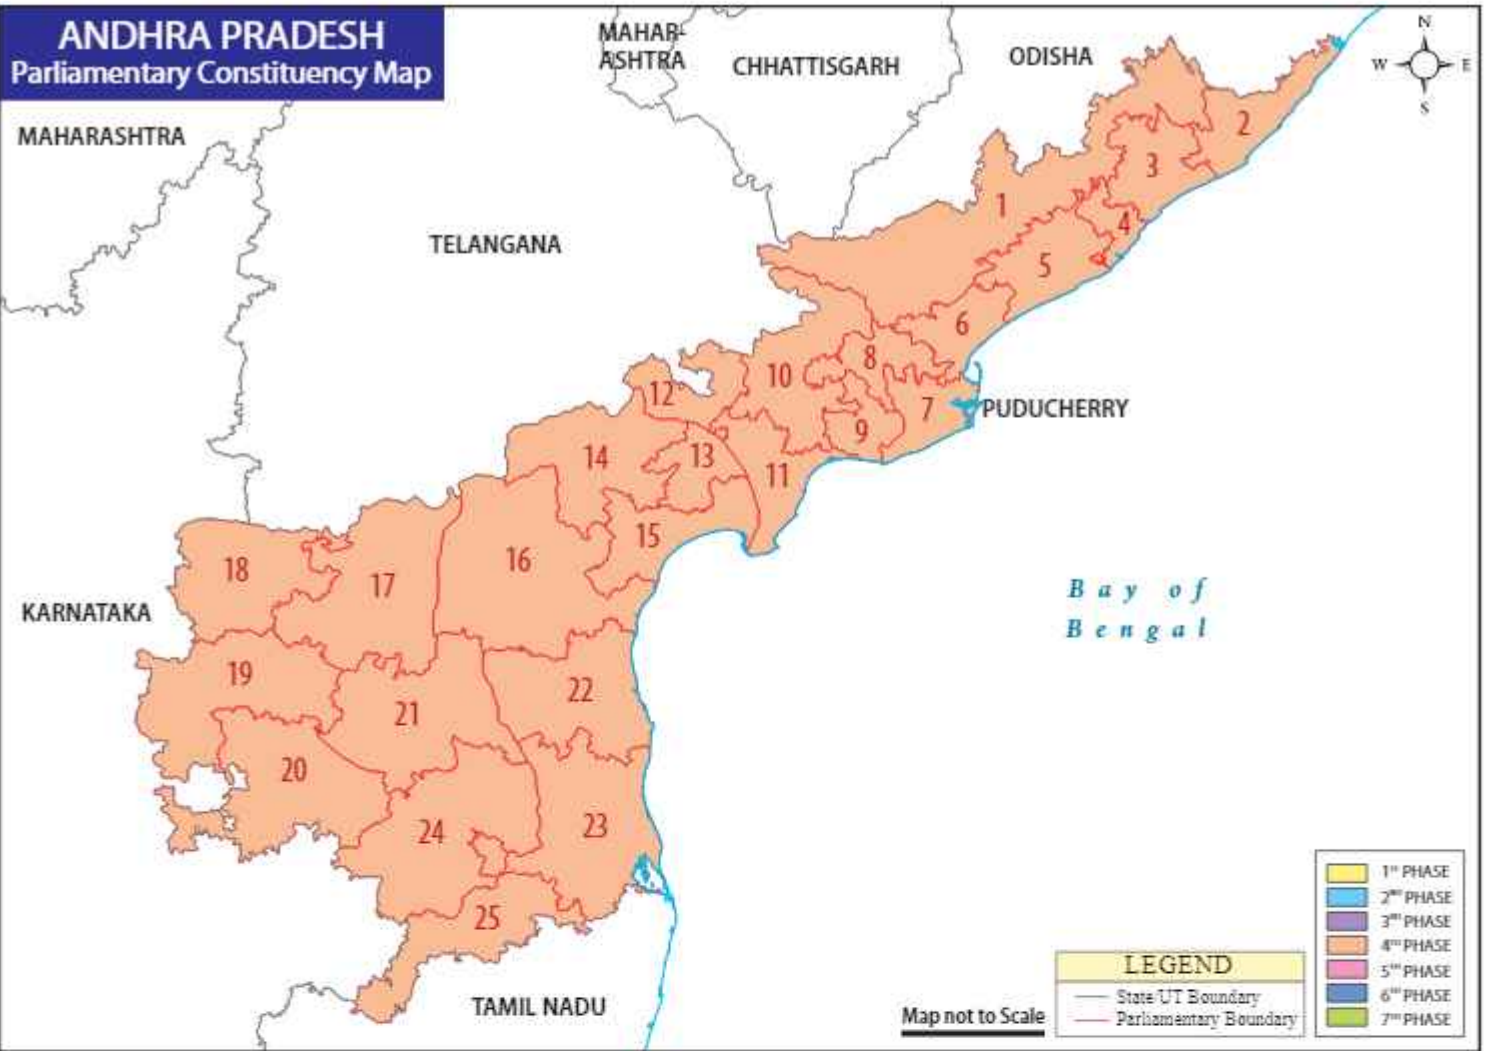 ANDHRA PRADESH
Parliamentary Constituency Map
MAHAR-
ASHTRA
CHHATTISGARH
ODISHA
N
W
E
S
MAHARASHTRA
TELANGANA
KARNATAKA
PUDUCHERRY
TAMIL NADU
Bay of
Bengal
1
2
3
4
5
6
7
8
9
10
11
12
13
14
15
16
17
18
19
20
21
22
23
24
25
Map not to Scale
LEGEND
State/UT Boundary
Parliamentary Boundary
1ST PHASE
2ND PHASE
3RD PHASE
4TH PHASE
5TH PHASE
6TH PHASE
7TH PHASE